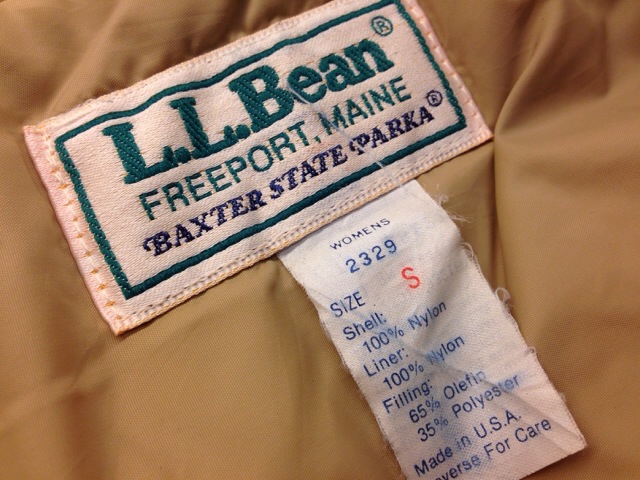 L.L.Bean®
FREEPORT, MAINE
BAXTER STATE PARKA®
WOMENS
2329
SIZE S
Shell:
100% Nylon
Liner:
100% Nylon
Filling:
65% Olefin
35% Polyester
Made in U.S.A.
verse For Care